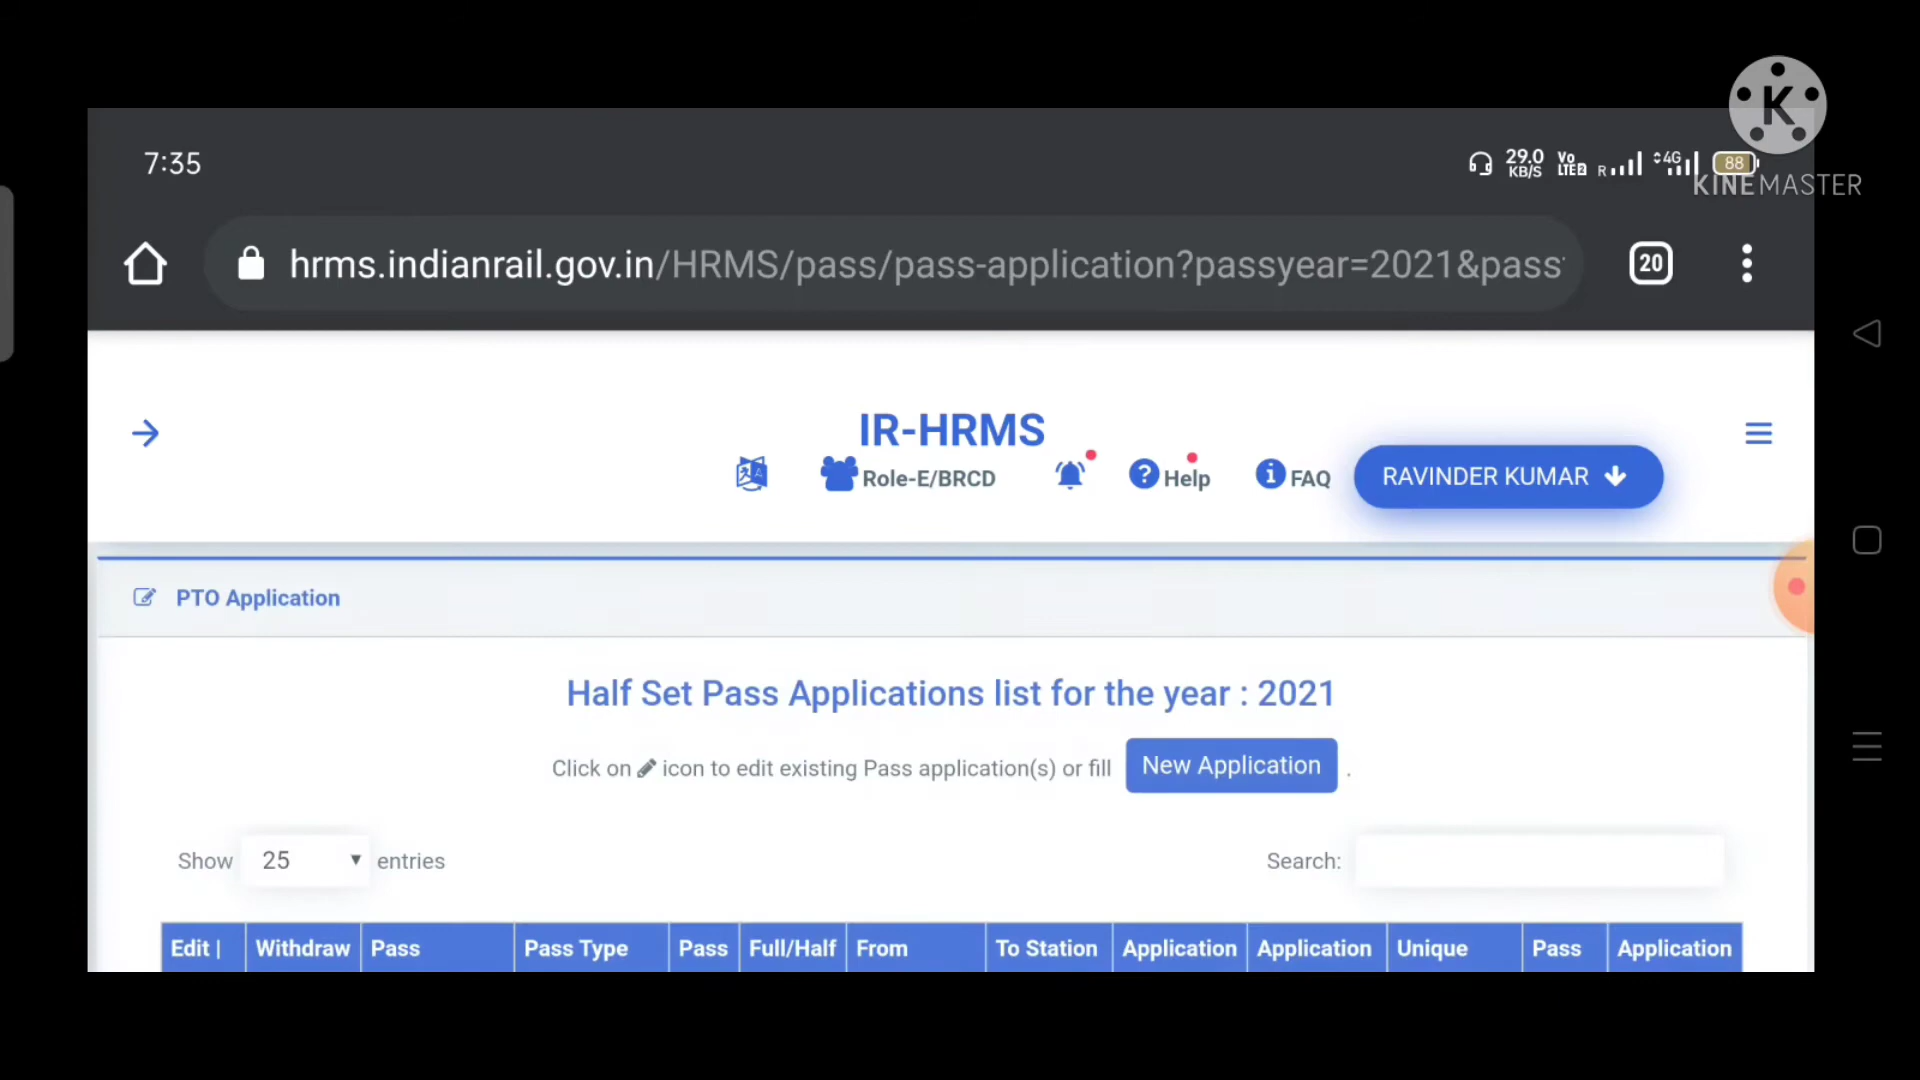 K
KINEMASTER
7:35
29.0 KB/S Vo LTE2 R 4G 88
hrms.indianrail.gov.in/HRMS/pass/pass-application?passyear=2021&pass
20
IR-HRMS
Role-E/BRCD Help FAQ RAVINDER KUMAR
PTO Application
Half Set Pass Applications list for the year : 2021
Click on icon to edit existing Pass application(s) or fill New Application .
Show 25 entries Search:
Edit | Withdraw Pass Pass Type Pass Full/Half From To Station Application Application Unique Pass Application